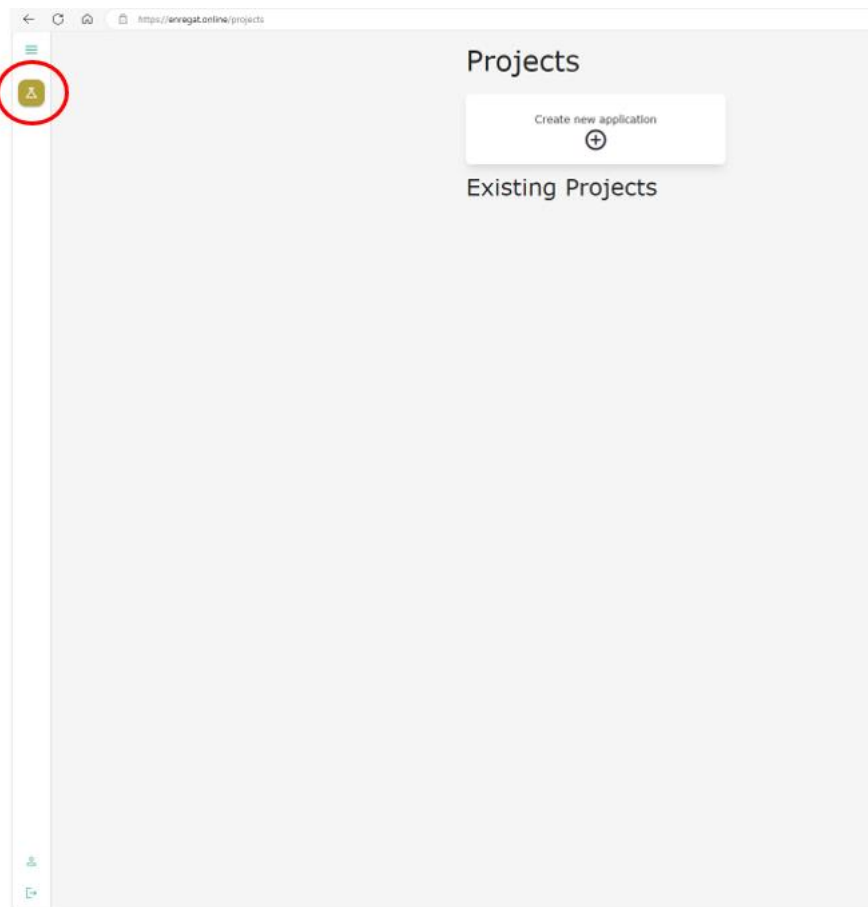 https://enregat.online/projects
Projects
Create new application
Existing Projects